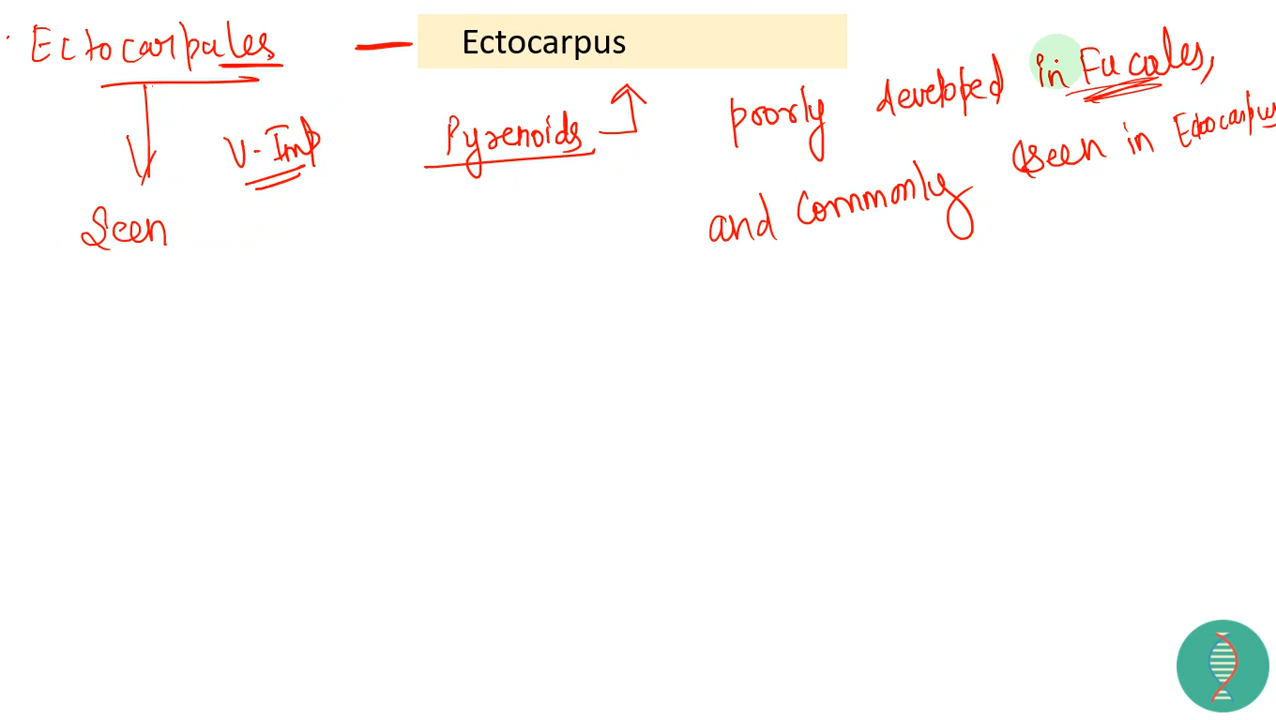 Ectocarpales — Ectocarpus
V-Imp
Seen
Pyrenoids
poorly developed in Fucales,
and commonly seen in Ectocarpus